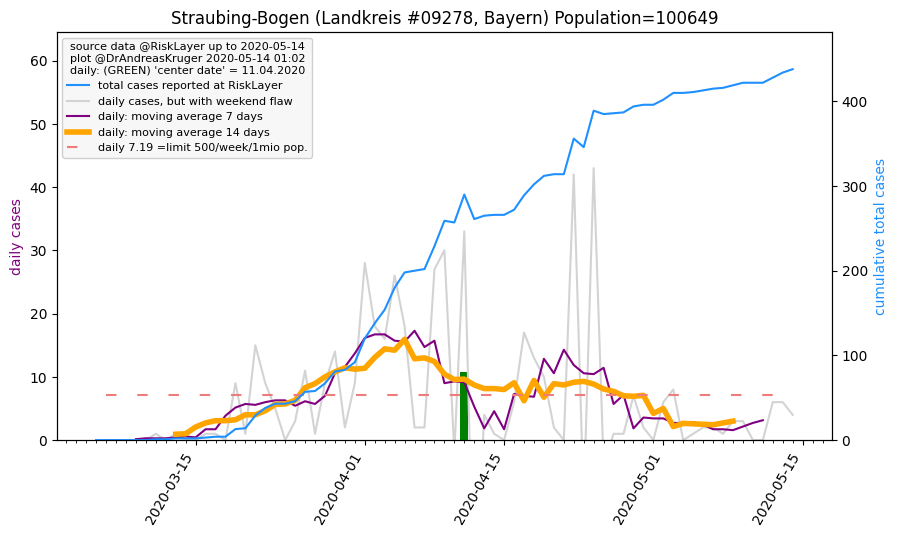 Straubing-Bogen (Landkreis #09278, Bayern) Population=100649
source data @RiskLayer up to 2020-05-14
plot @DrAndreasKruger 2020-05-14 01:02
daily: (GREEN) 'center date' = 11.04.2020
total cases reported at RiskLayer
daily cases, but with weekend flaw
daily: moving average 7 days
daily: moving average 14 days
daily 7.19 =limit 500/week/1mio pop.
daily cases
60
50
40
30
20
10
0
cumulative total cases
400
300
200
100
0
2020-03-15
2020-04-01
2020-04-15
2020-05-01
2020-05-15